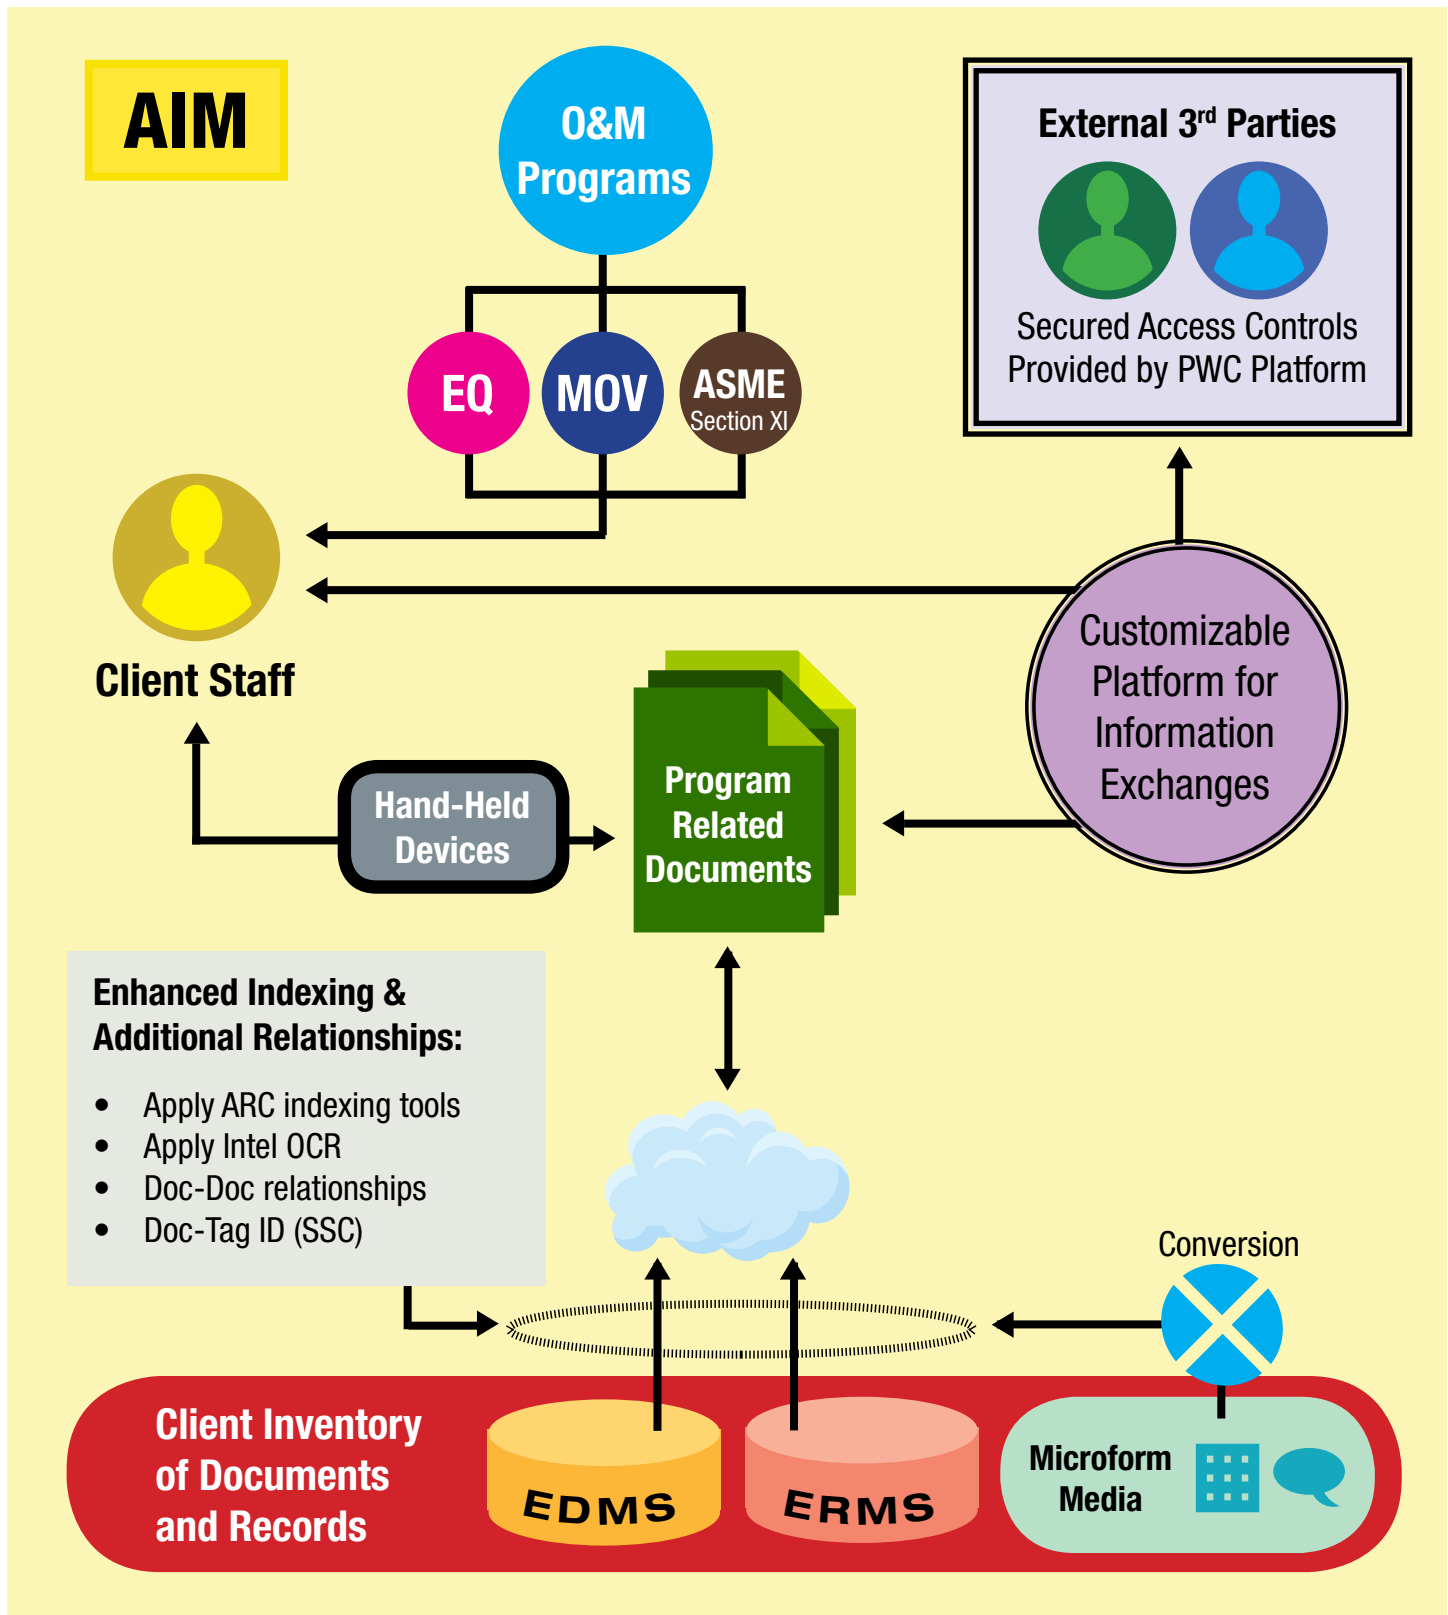 AIM
O&M
Programs
External 3rd Parties
Secured Access Controls
Provided by PWC Platform
EQ
MOV
ASME
Section XI
Client Staff
Customizable
Platform for
Information
Exchanges
Hand-Held
Devices
Program
Related
Documents
Enhanced Indexing &
Additional Relationships:
• Apply ARC indexing tools
• Apply Intel OCR
• Doc-Doc relationships
• Doc-Tag ID (SSC)
Conversion
Client Inventory
of Documents
and Records
EDMS
ERMS
Microform
Media